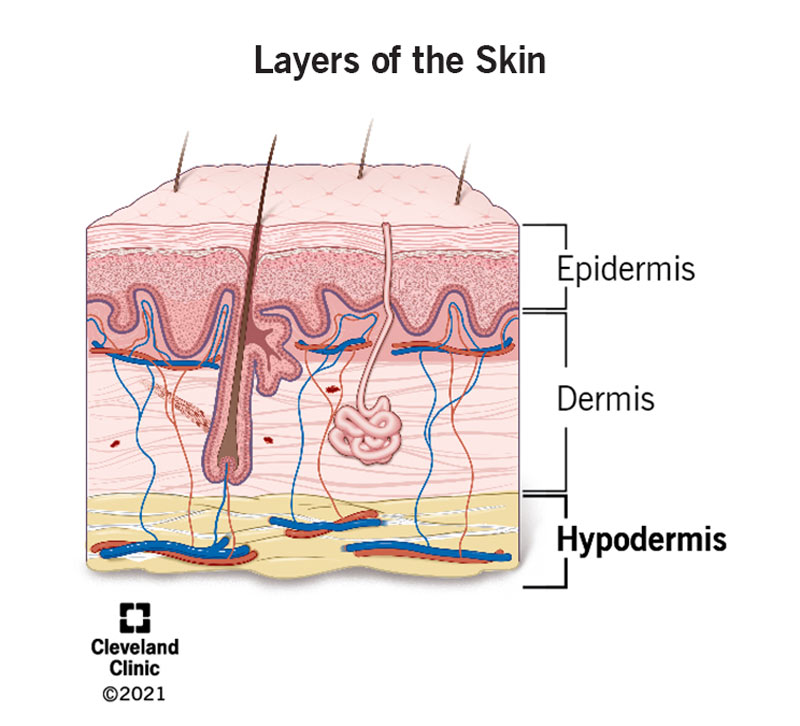 Layers of the Skin
Epidermis
Dermis
Hypodermis
Cleveland
Clinic
©2021